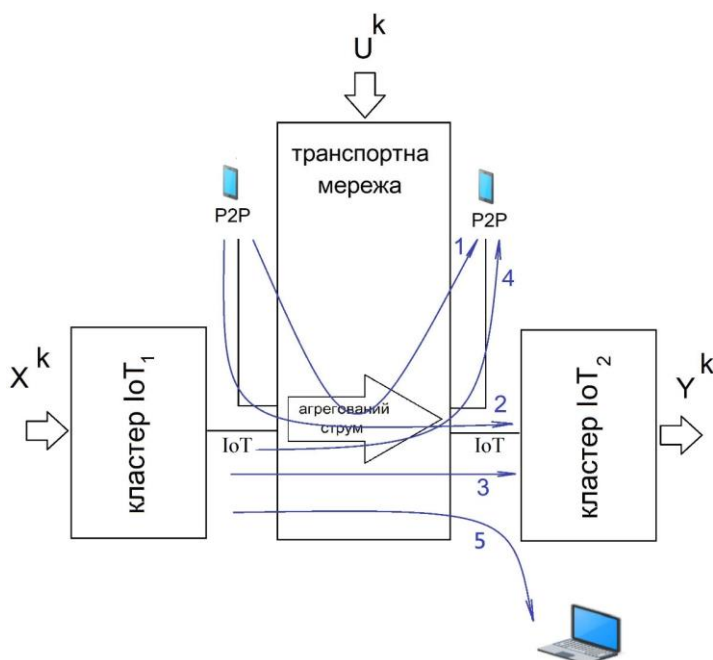 U^k
транспортна
мережа
P2P
P2P
1
4
X^k
кластер IoT₁
агрегований
струм
2
IoT
IoT
3
5
кластер IoT₂
Y^k